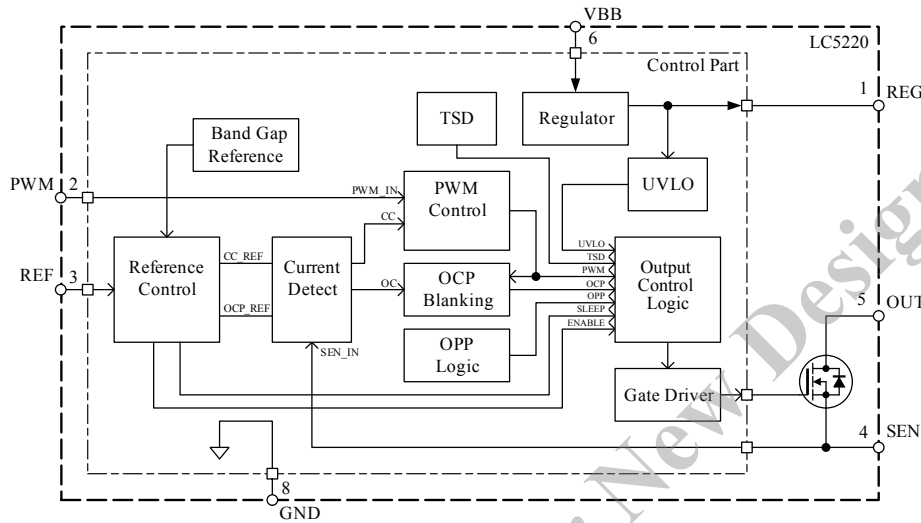 VBB
6
LC5220
Control Part
1
REG
TSD
Regulator
Band Gap
Reference
UVLO
PWM
2
PWM_IN
PWM
Control
CC
REF
3
Reference
Control
CC_REF
OCP_REF
Current
Detect
OC
OCP
Blanking
UVLO
TSD
PWM
OCP
OPP
SLEEP
ENABLE
Output
Control
Logic
5
OUT
SEN_IN
OPP
Logic
Gate Driver
4
SEN
8
GND
New Design